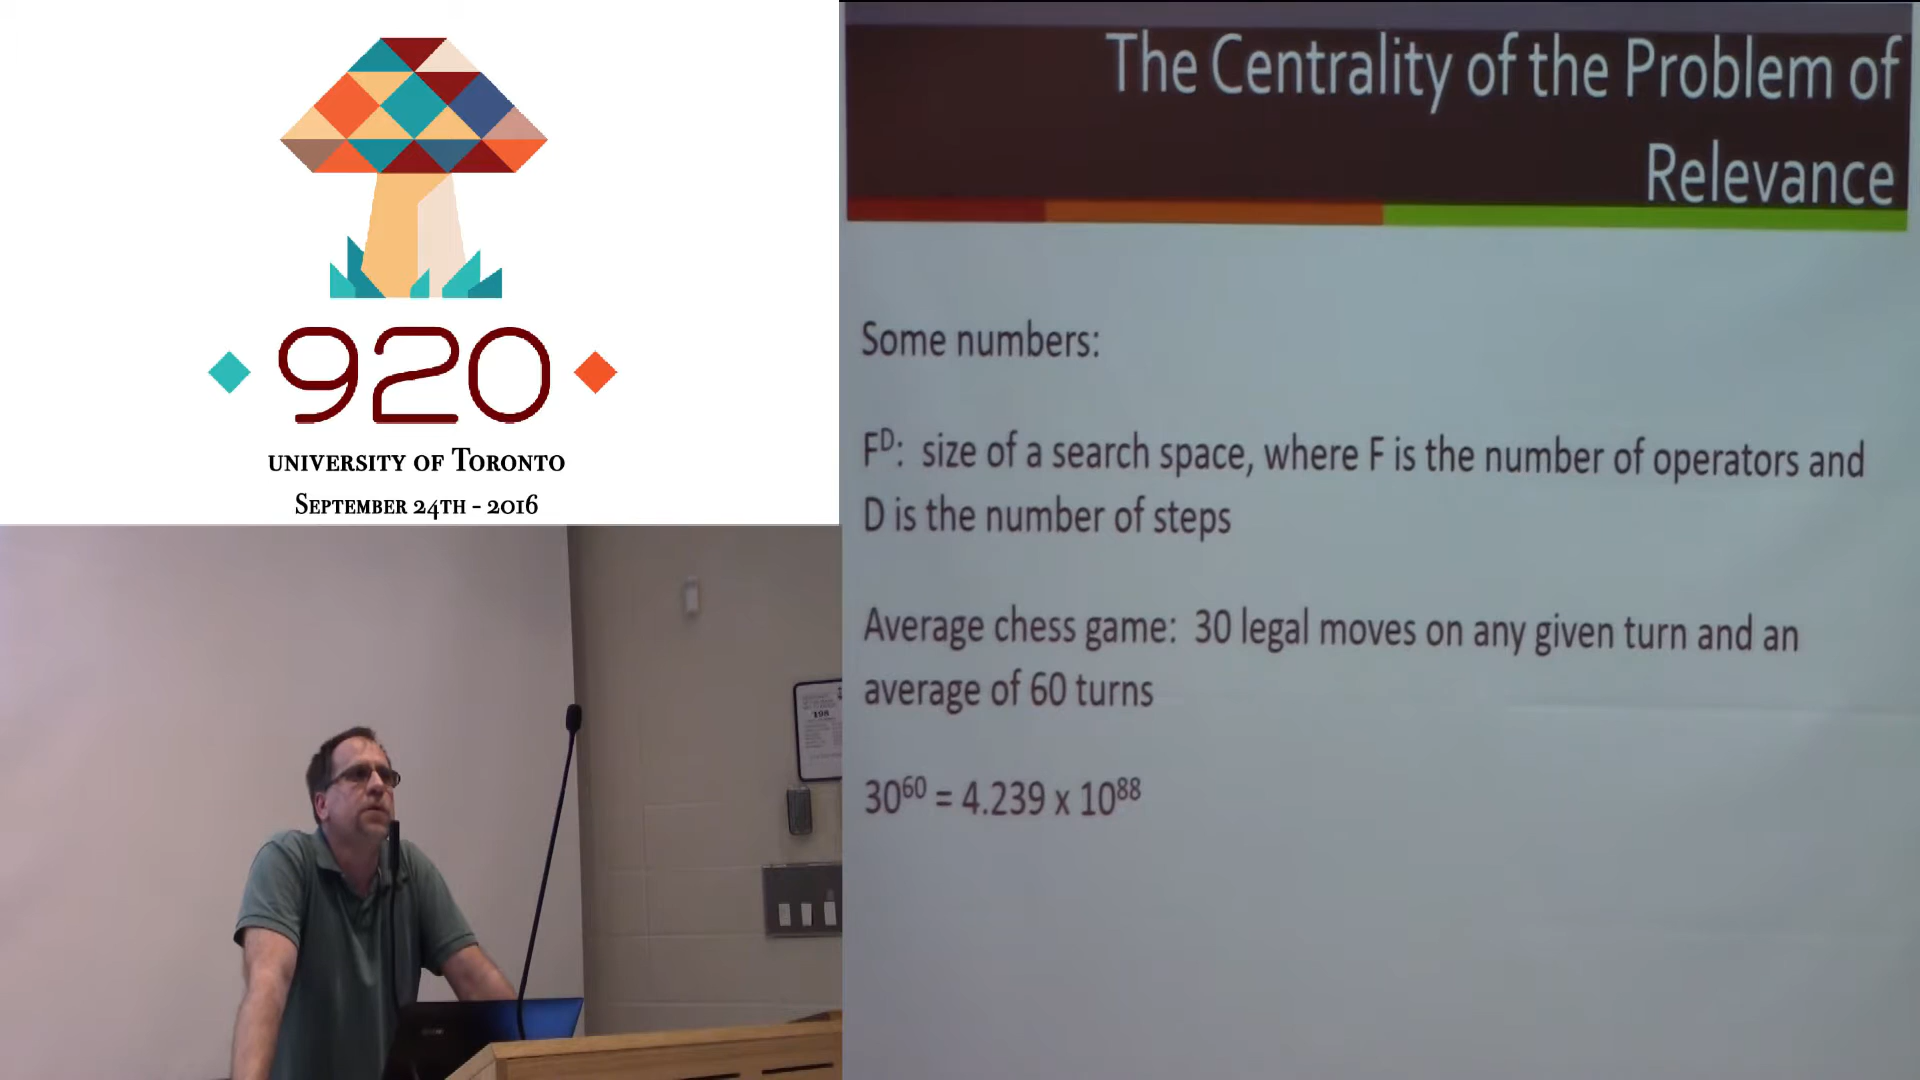 920
UNIVERSITY OF TORONTO
SEPTEMBER 24TH - 2016
The Centrality of the Problem of
Relevance
Some numbers:
F^D: size of a search space, where F is the number of operators and
D is the number of steps
Average chess game: 30 legal moves on any given turn and an
average of 60 turns
30^60 = 4.239 x 10^88
198